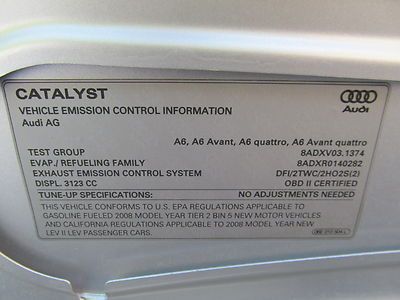 CATALYST
Audi
VEHICLE EMISSION CONTROL INFORMATION
Audi AG
A6, A6 Avant, A6 quattro, A6 Avant quattro
TEST GROUP 8ADXV03.1374
EVAP./ REFUELING FAMILY 8ADXR0140282
EXHAUST EMISSION CONTROL SYSTEM DFI/2TWC/2HO2S(2)
DISPL. 3123 CC OBD II CERTIFIED
TUNE-UP SPECIFICATIONS: NO ADJUSTMENTS NEEDED
THIS VEHICLE CONFORMS TO U.S. EPA REGULATIONS APPLICABLE TO
GASOLINE FUELED 2008 MODEL YEAR TIER 2 BIN 5 NEW MOTOR VEHICLES
AND CALIFORNIA REGULATIONS APPLICABLE TO 2008 MODEL YEAR NEW
LEV II LEV PASSENGER CARS.